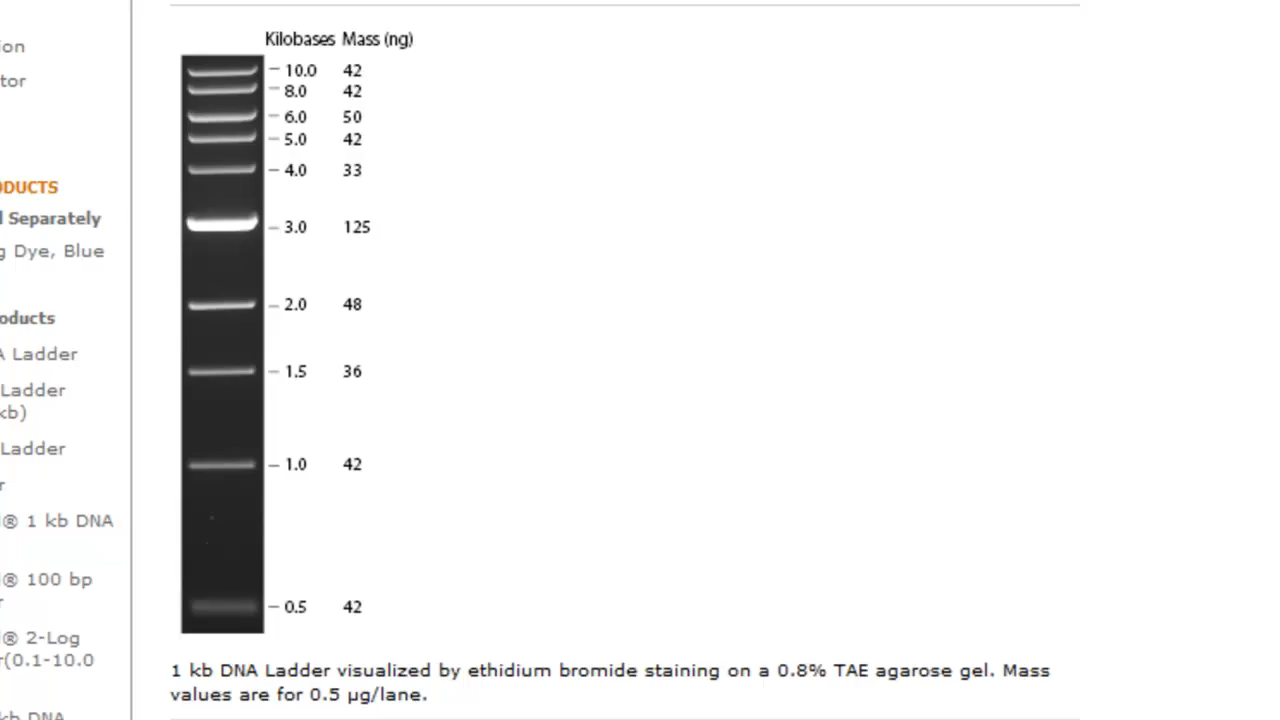 ion
tor
ODUCTS
Separately
g Dye, Blue
oducts
A Ladder
Ladder
kb)
Ladder
r
® 1 kb DNA
® 100 bp
r
® 2-Log
r(0.1-10.0
kb DNA
Kilobases Mass (ng)
10.0 42
8.0 42
6.0 50
5.0 42
4.0 33
3.0 125
2.0 48
1.5 36
1.0 42
0.5 42
1 kb DNA Ladder visualized by ethidium bromide staining on a 0.8% TAE agarose gel. Mass
values are for 0.5 µg/lane.